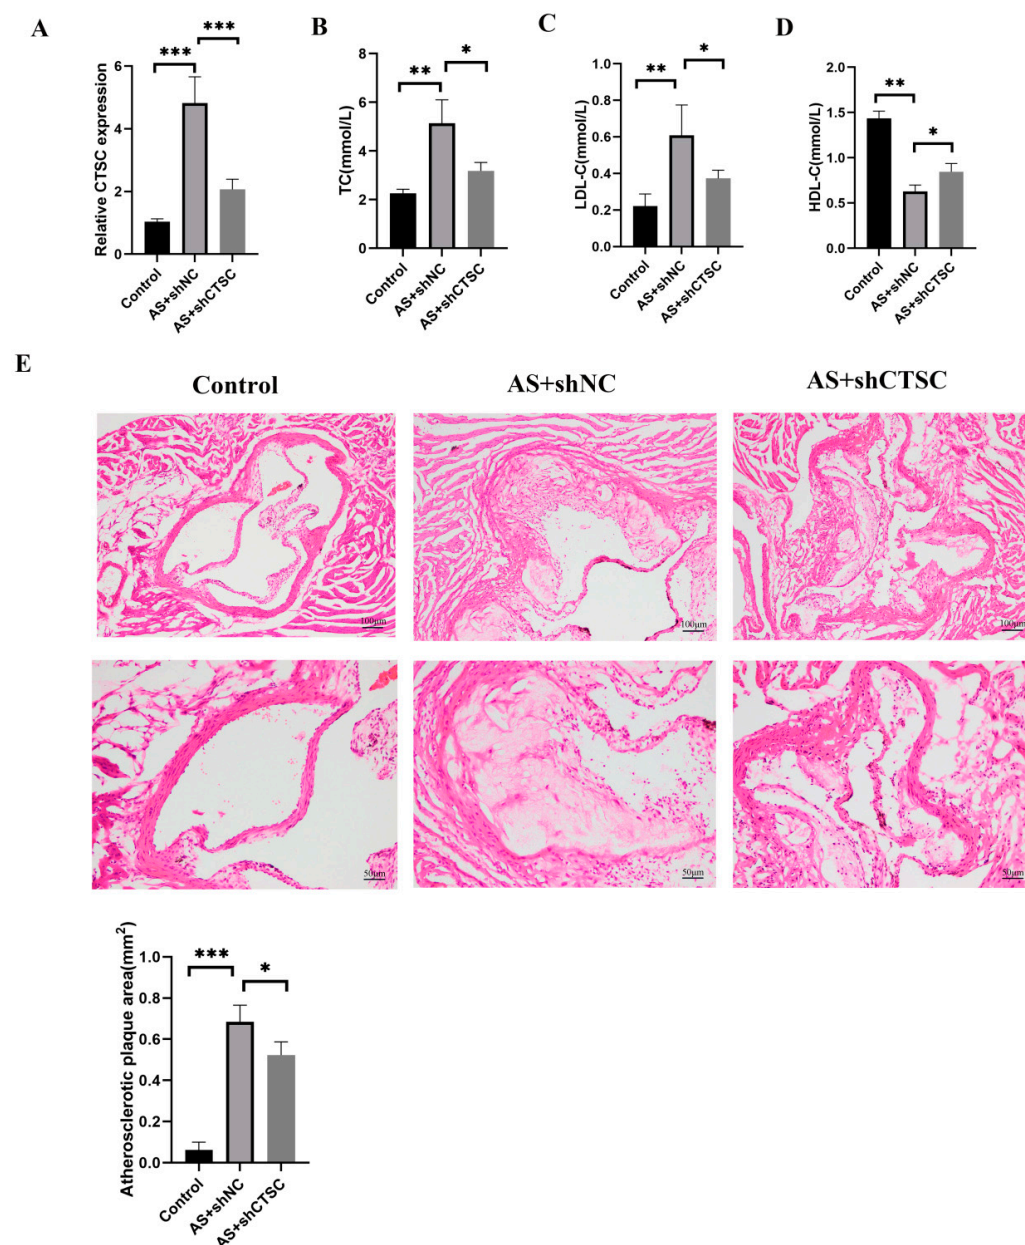 A
***
***
Relative CTSC expression
6
4
2
0
Control
AS+shNC
AS+shCTSC
B
**
*
TC(mmol/L)
8
6
4
2
0
Control
AS+shNC
AS+shCTSC
C
**
*
LDL-C(mmol/L)
1.0
0.8
0.6
0.4
0.2
0.0
Control
AS+shNC
AS+shCTSC
D
**
*
HDL-C(mmol/L)
2.0
1.5
1.0
0.5
0.0
Control
AS+shNC
AS+shCTSC
E
Control
AS+shNC
AS+shCTSC
100μm
100μm
100μm
50μm
50μm
50μm
***
*
Atherosclerotic plaque area(mm²)
1.0
0.8
0.6
0.4
0.2
0.0
Control
AS+shNC
AS+shCTSC